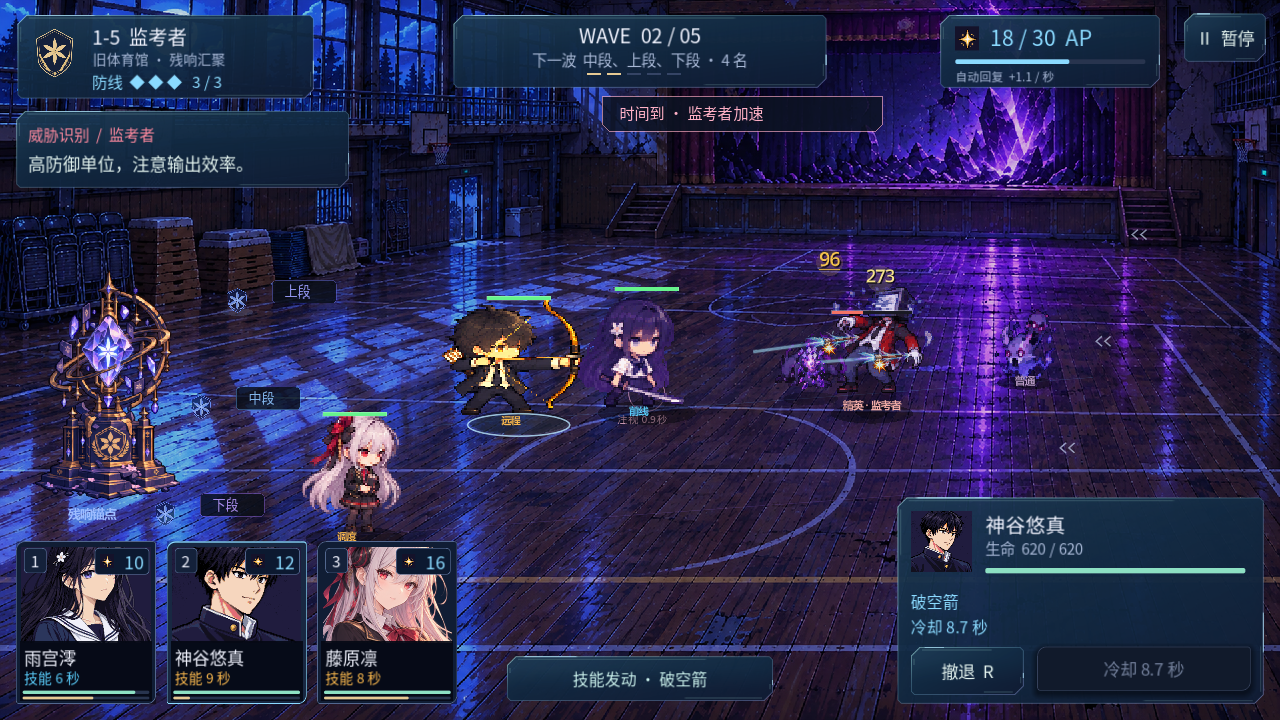 1-5 监考者
旧体育馆 · 残响汇聚
防线 3 / 3
WAVE 02 / 05
下一波 中段、上段、下段 · 4 名
18 / 30 AP
自动回复 +1.1 / 秒
II 暂停
时间到 · 监考者加速
威胁识别 / 监考者
高防御单位，注意输出效率。
96
273
上段
中段
下段
残响锚点
远程
前线
注视 0.9 秒
调度
精英 · 监考者
普通
<<
<<
<<
1
10
雨宫澪
技能 6 秒
2
12
神谷悠真
技能 9 秒
3
16
藤原凛
技能 8 秒
技能发动 · 破空箭
神谷悠真
生命 620 / 620
破空箭
冷却 8.7 秒
撤退 R
冷却 8.7 秒